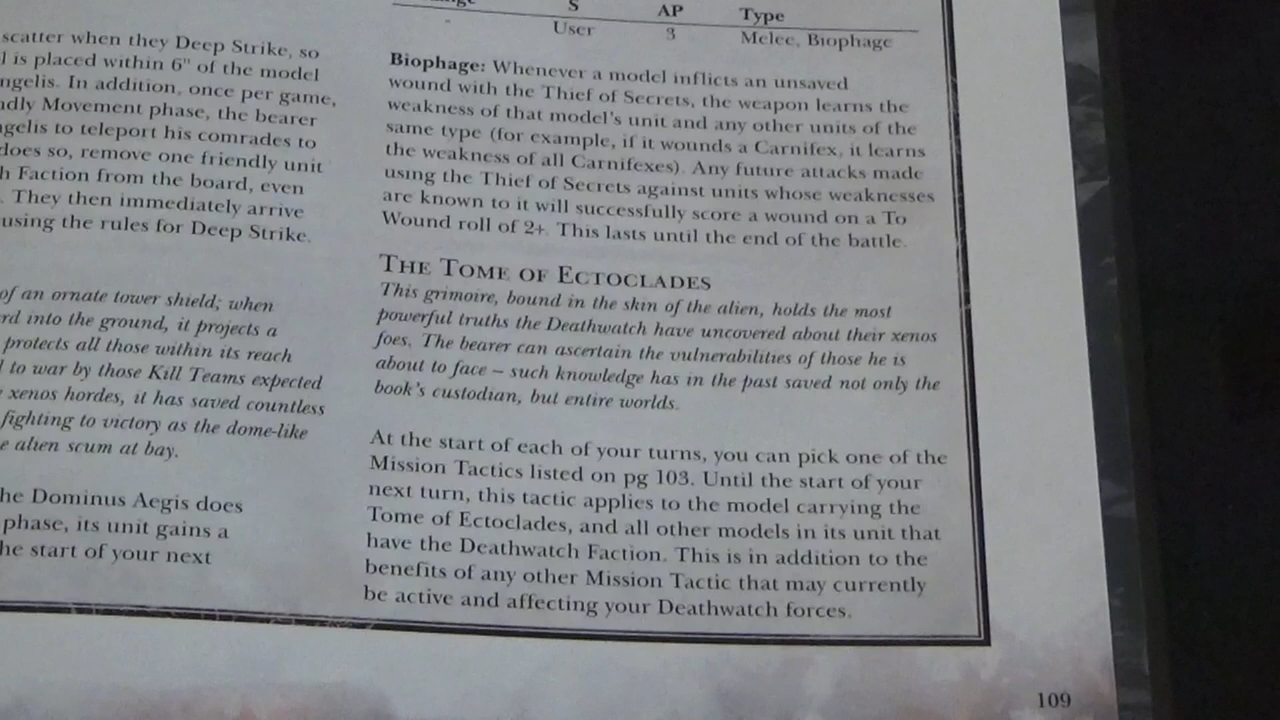 scatter when they Deep Strike, so
is placed within 6" of the model
In addition, once per game,
Movement phase, the bearer
to teleport his comrades to
does so, remove one friendly unit
Faction from the board, even
. They then immediately arrive
using the rules for Deep Strike.
of an ornate tower shield; when
into the ground, it projects a
protects all those within its reach
to war by those Kill Teams expected
xenos hordes, it has saved countless
fighting to victory as the dome-like
alien scum at bay.
the Dominus Aegis does
phase, its unit gains a
the start of your next
S AP Type
- User 3 Melee, Biophage
Biophage: Whenever a model inflicts an unsaved
wound with the Thief of Secrets, the weapon learns the
weakness of that model's unit and any other units of the
same type (for example, if it wounds a Carnifex, it learns
the weakness of all Carnifexes). Any future attacks made
using the Thief of Secrets against units whose weaknesses
are known to it will successfully score a wound on a To
Wound roll of 2+. This lasts until the end of the battle.
THE TOME OF ECTOCLADES
This grimoire, bound in the skin of the alien, holds the most
powerful truths the Deathwatch have uncovered about their xenos
foes. The bearer can ascertain the vulnerabilities of those he is
about to face – such knowledge has in the past saved not only the
book's custodian, but entire worlds.
At the start of each of your turns, you can pick one of the
Mission Tactics listed on pg 103. Until the start of your
next turn, this tactic applies to the model carrying the
Tome of Ectoclades, and all other models in its unit that
have the Deathwatch Faction. This is in addition to the
benefits of any other Mission Tactic that may currently
be active and affecting your Deathwatch forces.
109